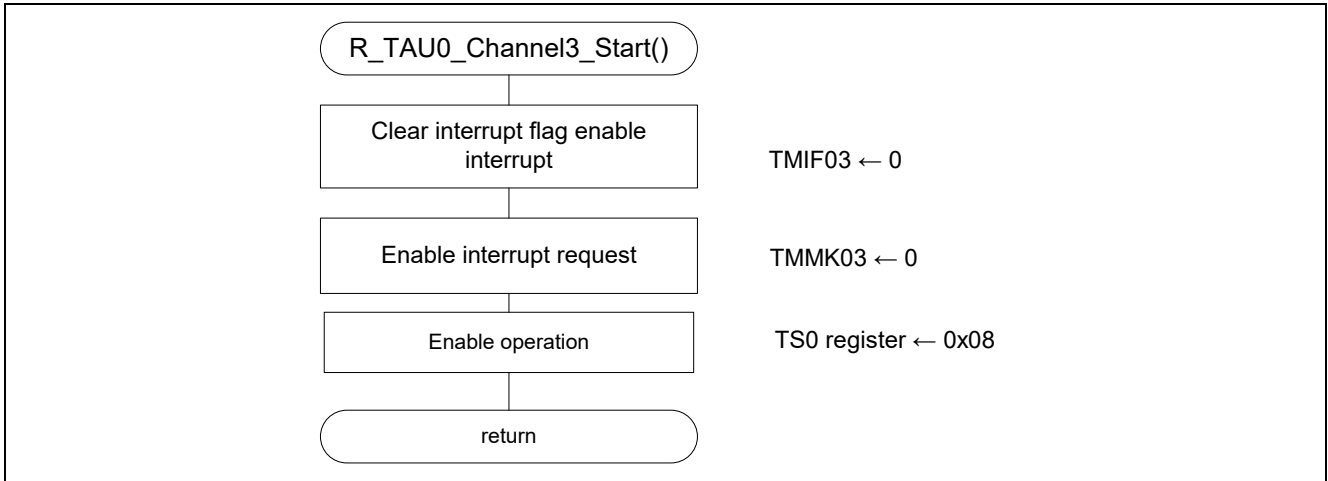 R_TAU0_Channel3_Start()
Clear interrupt flag enable
interrupt
TMIF03 ← 0
Enable interrupt request
TMMK03 ← 0
Enable operation
TS0 register ← 0x08
return